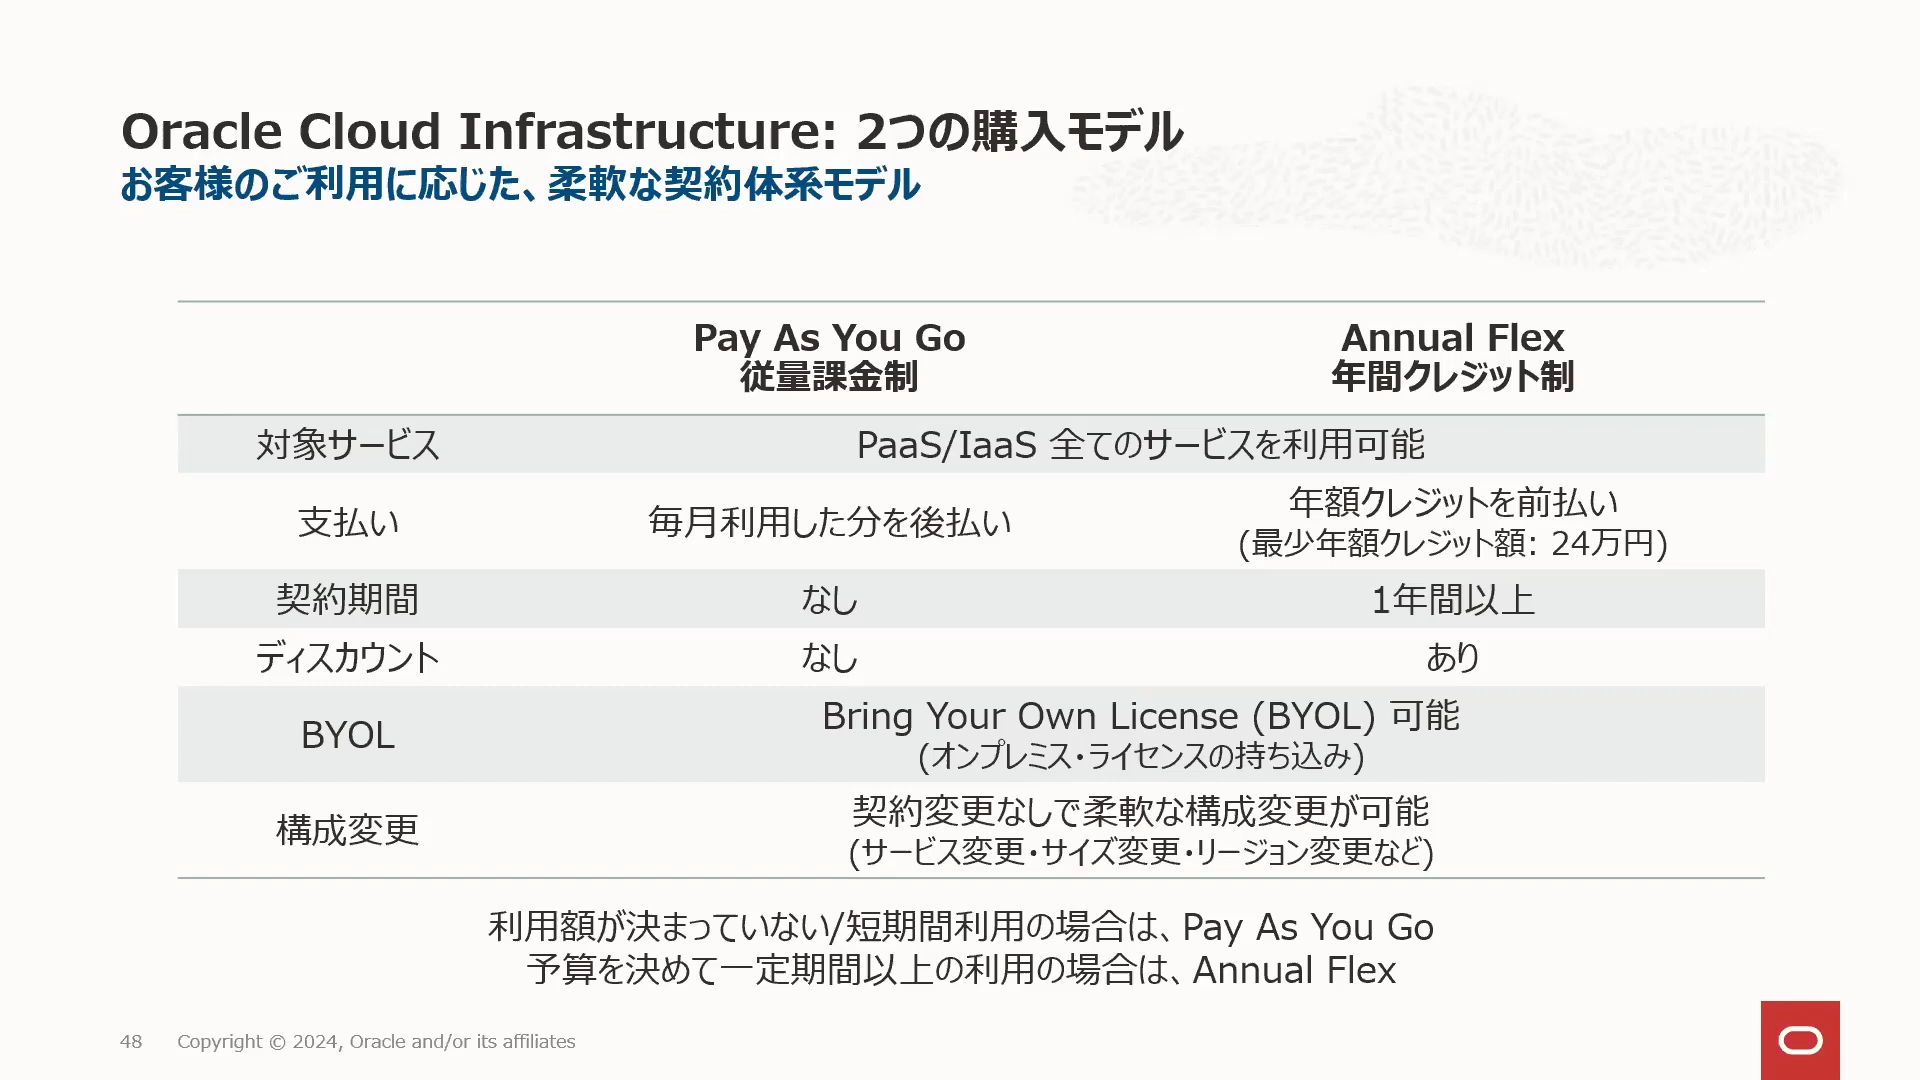 Oracle Cloud Infrastructure: 2つの購入モデル
お客様のご利用に応じた、柔軟な契約体系モデル
Pay As You Go
従量課金制
Annual Flex
年間クレジット制
対象サービス
PaaS/IaaS 全てのサービスを利用可能
支払い
毎月利用した分を後払い
年額クレジットを前払い
(最少年額クレジット額: 24万円)
契約期間
なし
1年間以上
ディスカウント
なし
あり
BYOL
Bring Your Own License (BYOL) 可能
(オンプレミス・ライセンスの持ち込み)
構成変更
契約変更なしで柔軟な構成変更が可能
(サービス変更・サイズ変更・リージョン変更など)
利用額が決まっていない/短期間利用の場合は、Pay As You Go
予算を決めて一定期間以上の利用の場合は、Annual Flex
48 Copyright © 2024, Oracle and/or its affiliates